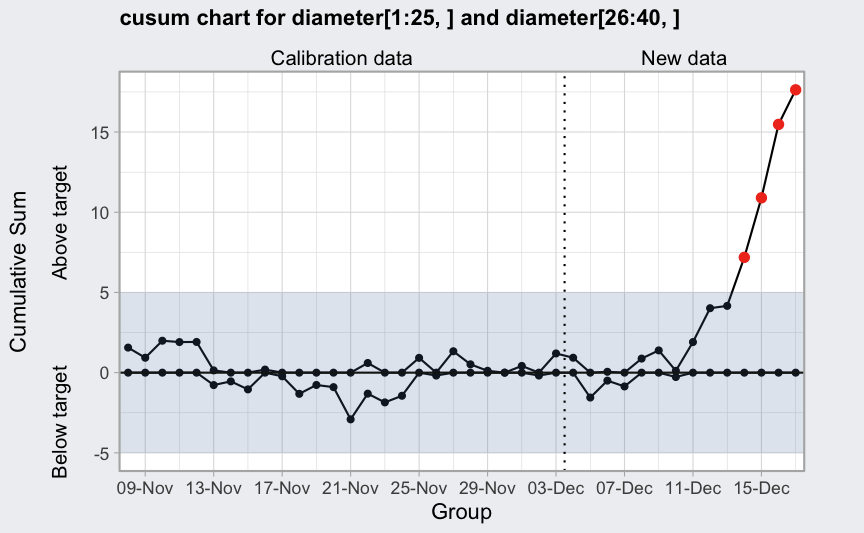 cusum chart for diameter[1:25, ] and diameter[26:40, ]
Calibration data
New data
Cumulative Sum
Above target
Below target
15
10
5
0
-5
09-Nov
13-Nov
17-Nov
21-Nov
25-Nov
29-Nov
03-Dec
07-Dec
11-Dec
15-Dec
Group